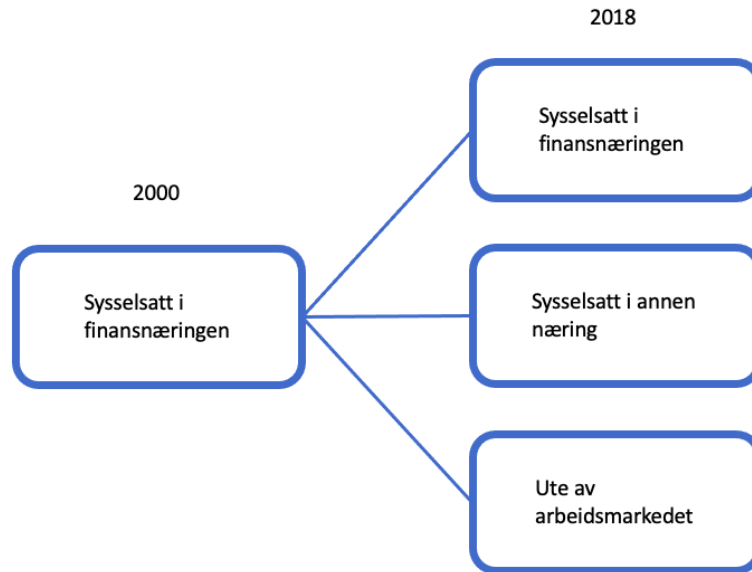 2018
Sysselsatt i
finansnæringen
2000
Sysselsatt i
finansnæringen
Sysselsatt i annen
næring
Ute av
arbeidsmarkedet